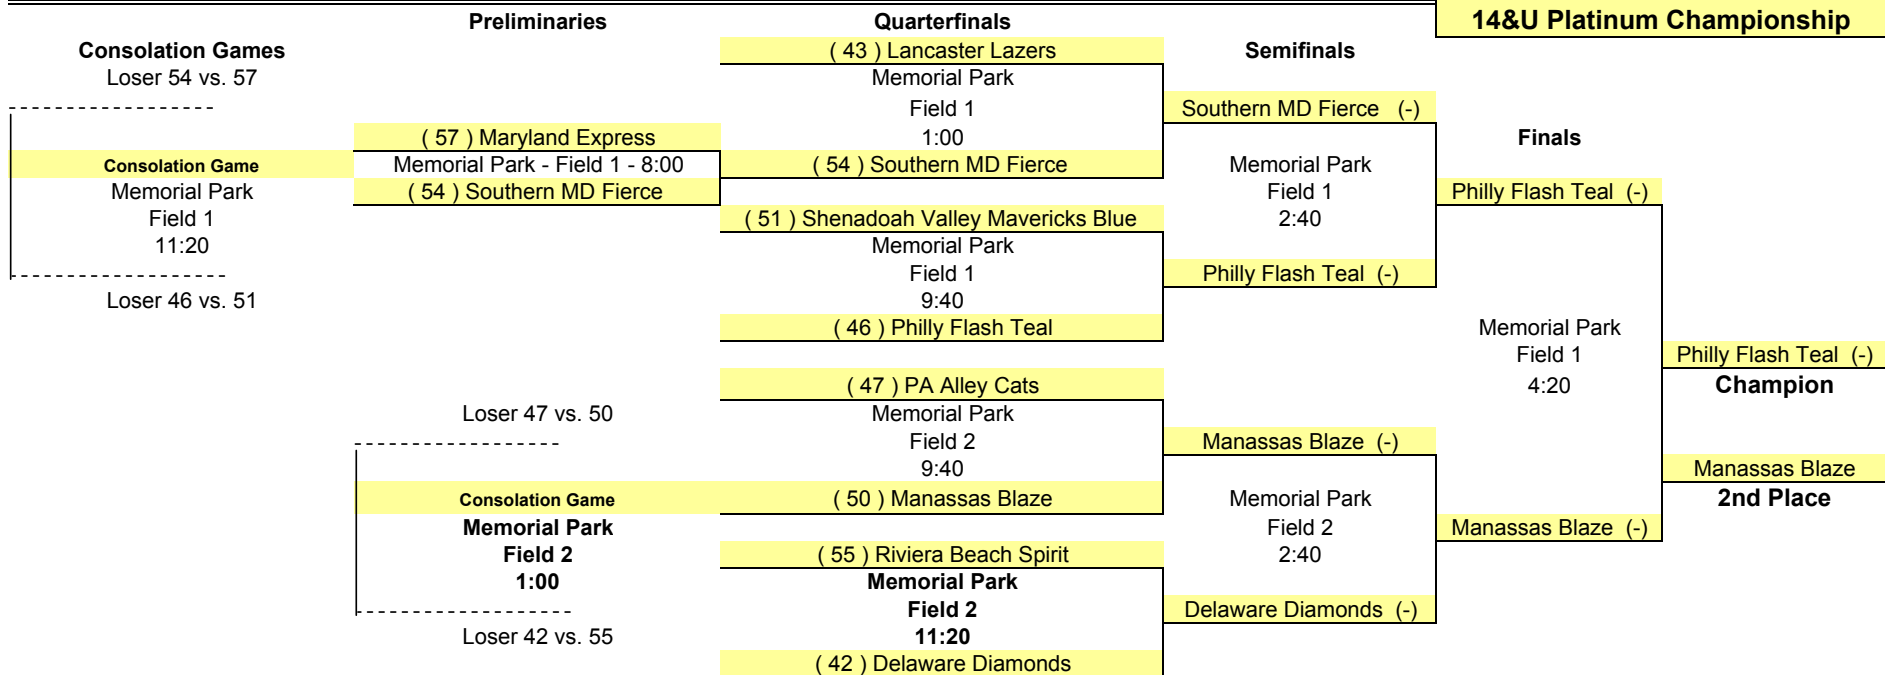 14&U Platinum Championship
Preliminaries
Quarterfinals
Consolation Games
( 43 ) Lancaster Lazers
Semifinals
Loser 54 vs. 57
Memorial Park
Field 1
Southern MD Fierce (-)
( 57 ) Maryland Express
1:00
Finals
Consolation Game
Memorial Park - Field 1 - 8:00
( 54 ) Southern MD Fierce
Memorial Park
Memorial Park
( 54 ) Southern MD Fierce
Field 1
Philly Flash Teal (-)
Field 1
( 51 ) Shenadoah Valley Mavericks Blue
2:40
11:20
Memorial Park
Field 1
Philly Flash Teal (-)
Loser 46 vs. 51
9:40
( 46 ) Philly Flash Teal
Memorial Park
Field 1
Philly Flash Teal (-)
( 47 ) PA Alley Cats
4:20
Champion
Loser 47 vs. 50
Memorial Park
Field 2
Manassas Blaze (-)
9:40
Manassas Blaze
Consolation Game
( 50 ) Manassas Blaze
Memorial Park
2nd Place
Memorial Park
Field 2
Manassas Blaze (-)
Field 2
( 55 ) Riviera Beach Spirit
2:40
1:00
Memorial Park
Field 2
Delaware Diamonds (-)
Loser 42 vs. 55
11:20
( 42 ) Delaware Diamonds